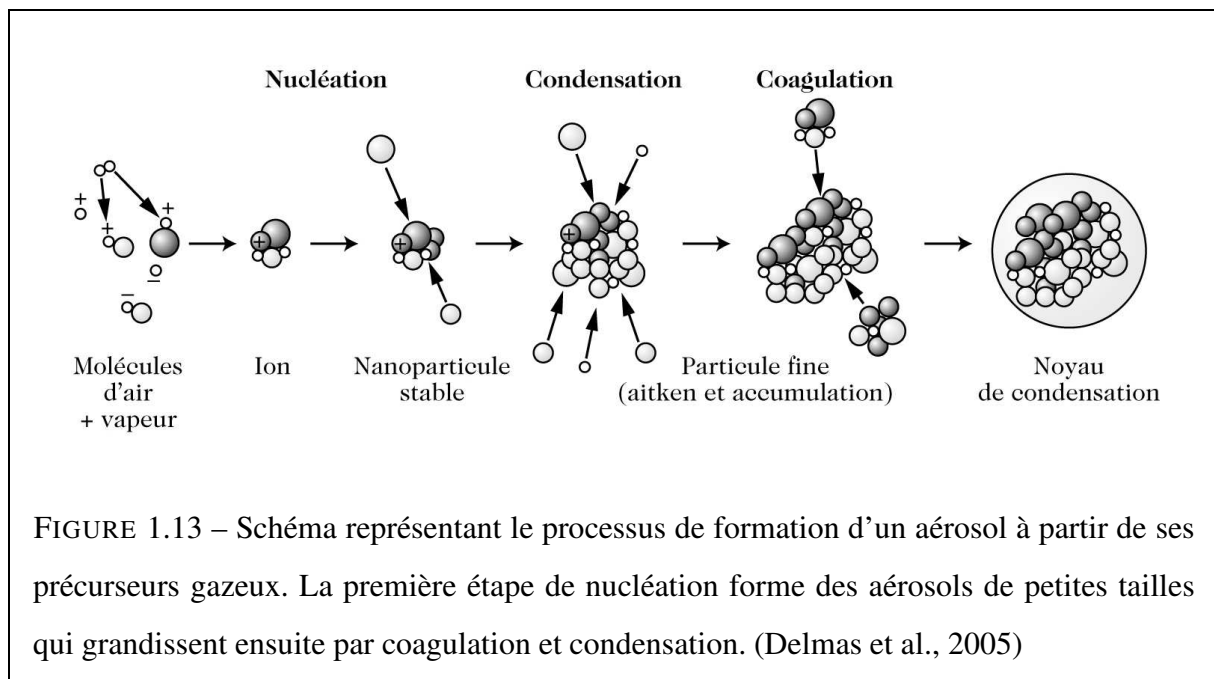 Nucléation
Condensation
Coagulation
+
+
+
–
–
+
+
+
Molécules
d'air
+ vapeur
Ion
Nanoparticule
stable
Particule fine
(aitken et accumulation)
Noyau
de condensation
FIGURE 1.13 – Schéma représentant le processus de formation d'un aérosol à partir de ses
précurseurs gazeux. La première étape de nucléation forme des aérosols de petites tailles
qui grandissent ensuite par coagulation et condensation. (Delmas et al., 2005)